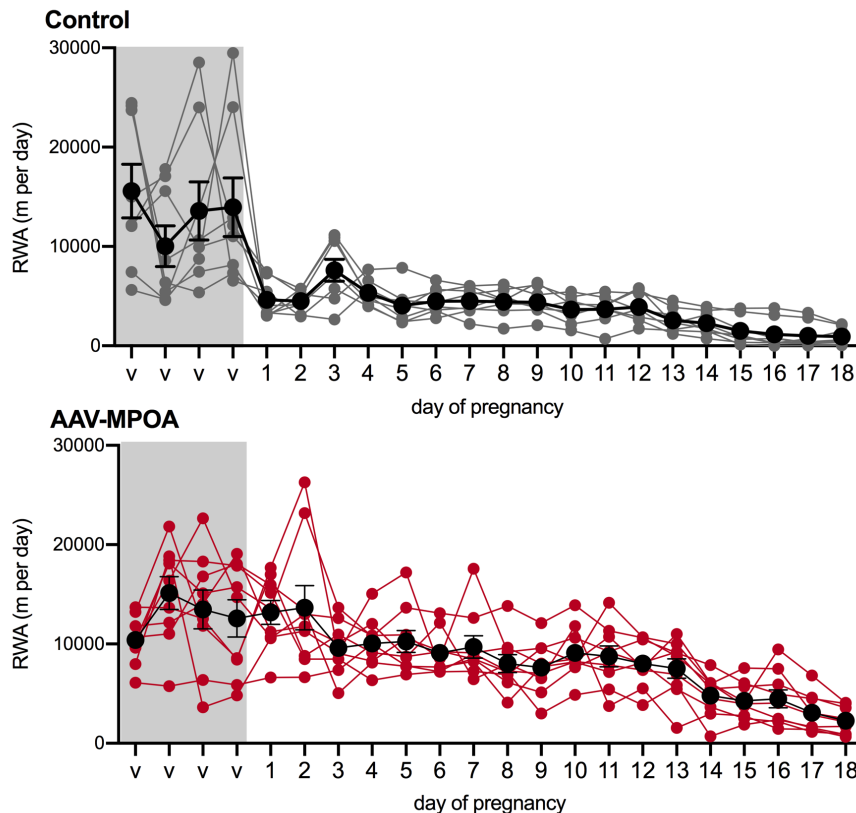 Control
30000
20000
10000
0
RWA (m per day)
v v v v 1 2 3 4 5 6 7 8 9 10 11 12 13 14 15 16 17 18
day of pregnancy
AAV-MPOA
30000
20000
10000
0
RWA (m per day)
v v v v 1 2 3 4 5 6 7 8 9 10 11 12 13 14 15 16 17 18
day of pregnancy